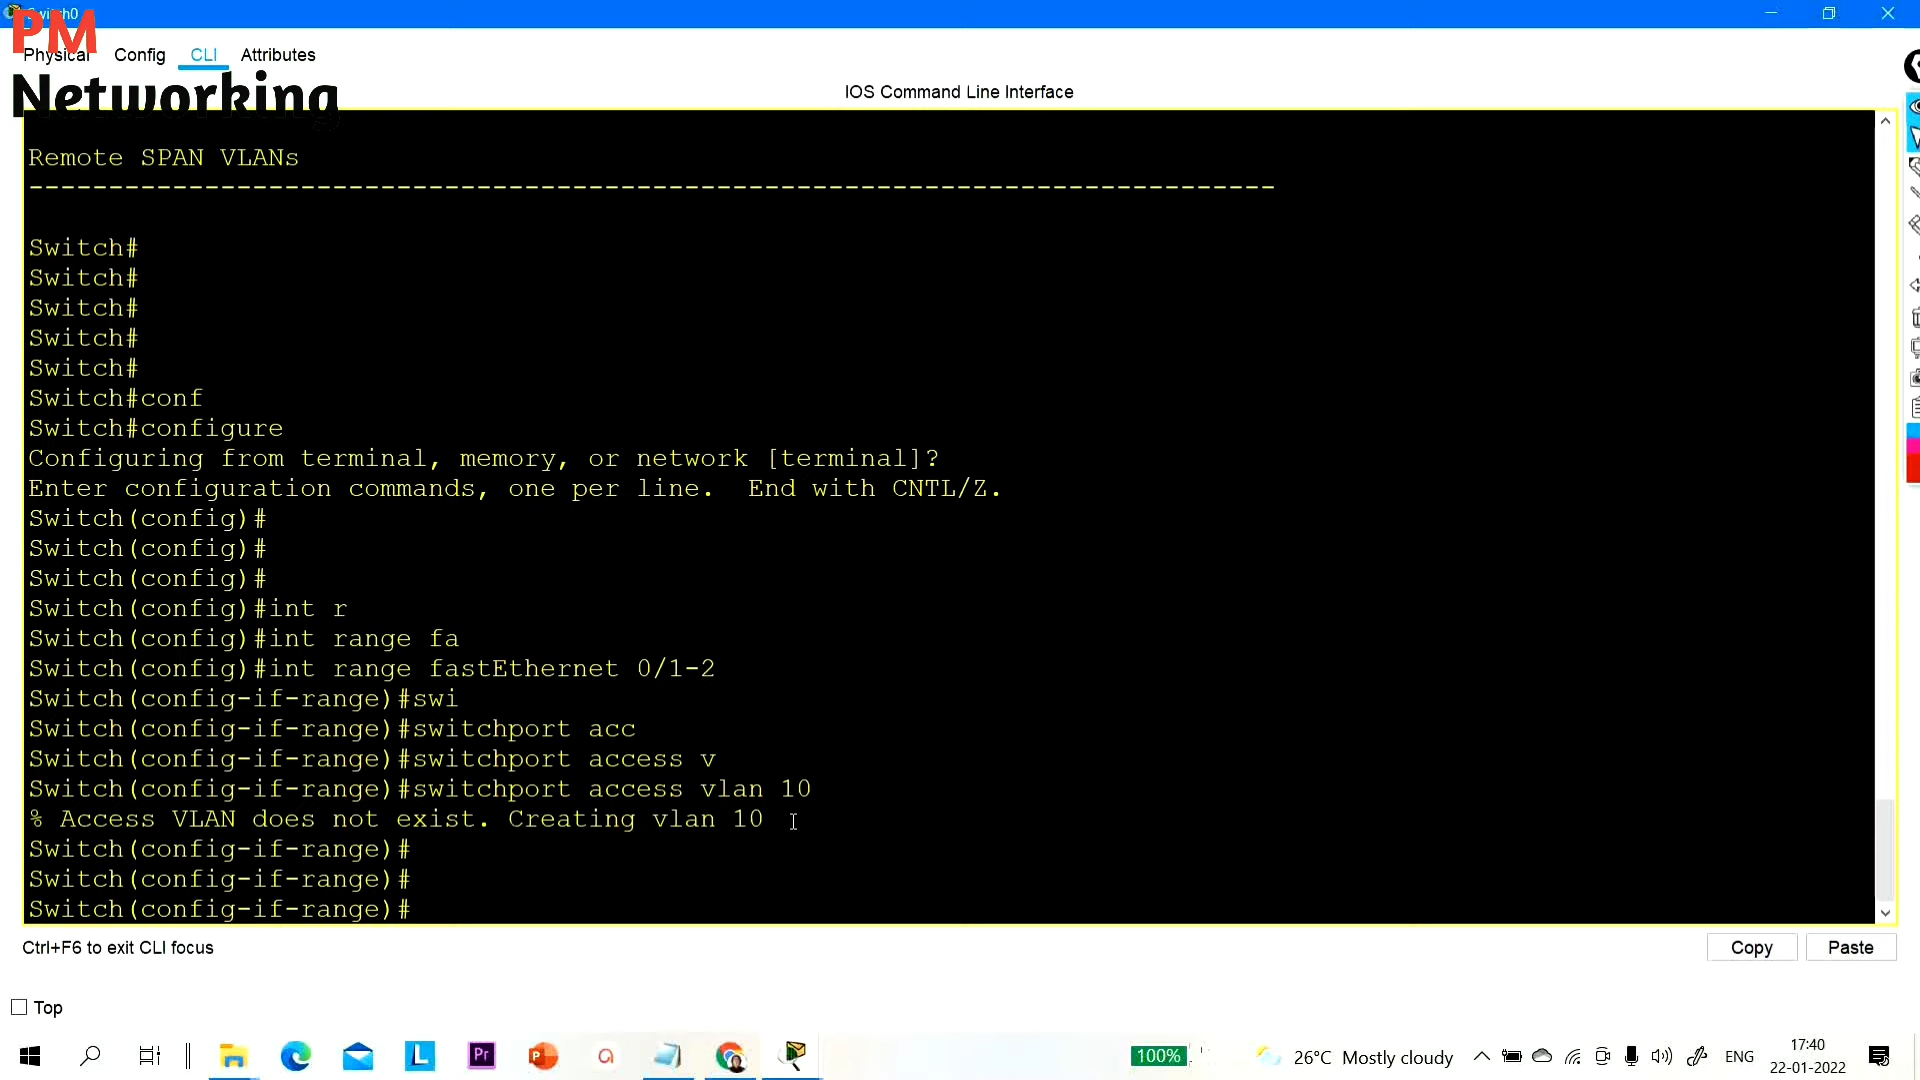 Switch0
PM
Physical Config CLI Attributes
Networking
IOS Command Line Interface
Remote SPAN VLANs
------------------------------------------------------------------------------
Switch#
Switch#
Switch#
Switch#
Switch#
Switch#conf
Switch#configure
Configuring from terminal, memory, or network [terminal]?
Enter configuration commands, one per line.  End with CNTL/Z.
Switch(config)#
Switch(config)#
Switch(config)#
Switch(config)#int r
Switch(config)#int range fa
Switch(config)#int range fastEthernet 0/1-2
Switch(config-if-range)#swi
Switch(config-if-range)#switchport acc
Switch(config-if-range)#switchport access v
Switch(config-if-range)#switchport access vlan 10
% Access VLAN does not exist. Creating vlan 10
Switch(config-if-range)#
Switch(config-if-range)#
Switch(config-if-range)#
Ctrl+F6 to exit CLI focus
Copy Paste
Top
L Pr P a 100% 26°C Mostly cloudy ENG 17:40
22-01-2022